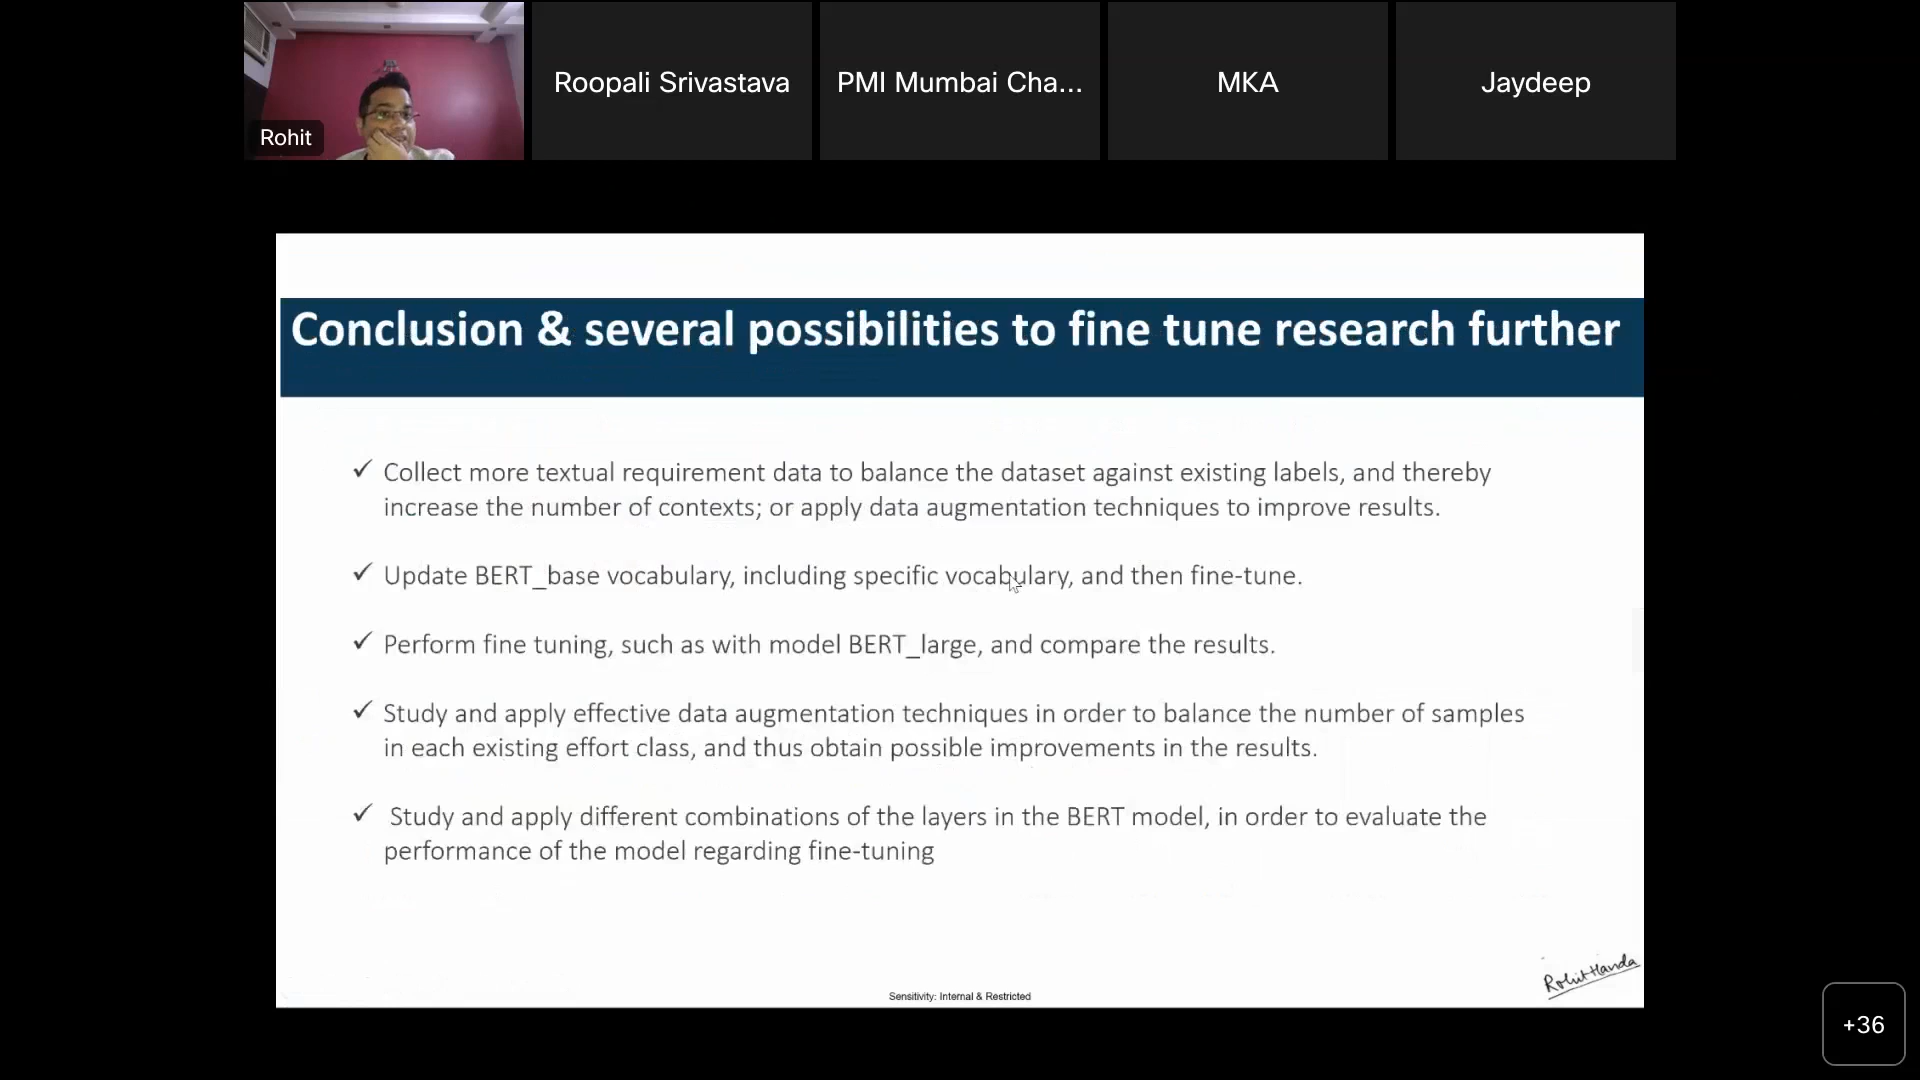 Rohit
Roopali Srivastava
PMI Mumbai Cha...
MKA
Jaydeep
Conclusion & several possibilities to fine tune research further
✓ Collect more textual requirement data to balance the dataset against existing labels, and thereby
increase the number of contexts; or apply data augmentation techniques to improve results.
✓ Update BERT_base vocabulary, including specific vocabulary, and then fine-tune.
✓ Perform fine tuning, such as with model BERT_large, and compare the results.
✓ Study and apply effective data augmentation techniques in order to balance the number of samples
in each existing effort class, and thus obtain possible improvements in the results.
✓ Study and apply different combinations of the layers in the BERT model, in order to evaluate the
performance of the model regarding fine-tuning
Rohit Handa
Sensitivity: Internal & Restricted
+36